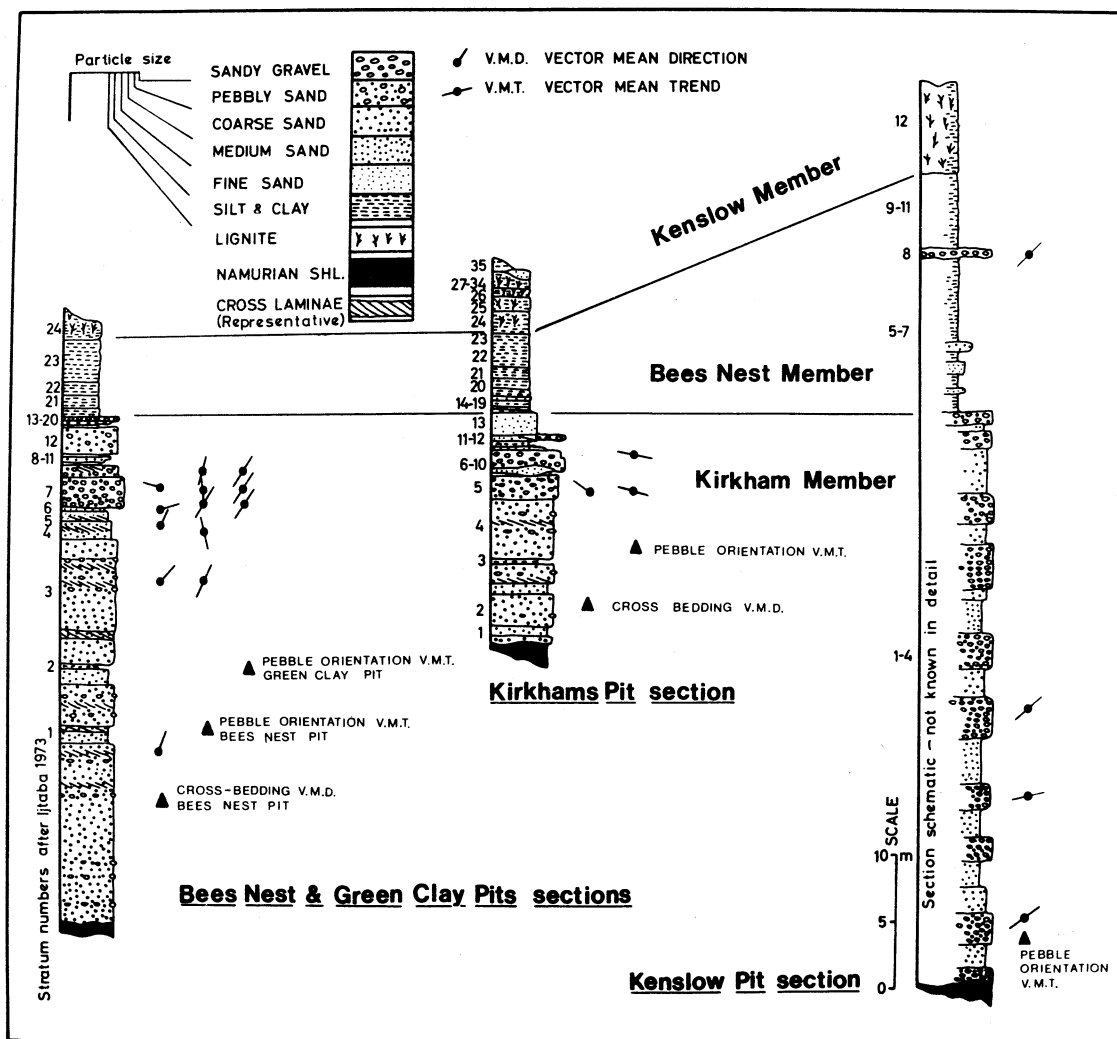 Particle size
SANDY GRAVEL
PEBBLY SAND
COARSE SAND
MEDIUM SAND
FINE SAND
SILT & CLAY
LIGNITE
NAMURIAN SHL.
CROSS LAMINAE
(Representative)
V.M.D. VECTOR MEAN DIRECTION
V.M.T. VECTOR MEAN TREND
Kenslow Member
Bees Nest Member
Kirkham Member
24
23
22
21
13-20
12
8-11
7
6
5
4
3
2
1
Stratum numbers after Ijtaba 1973
PEBBLE ORIENTATION V.M.T.
GREEN CLAY PIT
PEBBLE ORIENTATION V.M.T.
BEES NEST PIT
CROSS-BEDDING V.M.D.
BEES NEST PIT
Bees Nest & Green Clay Pits sections
35
27-34
26
25
24
23
22
21
20
14-19
13
11-12
6-10
5
4
3
2
1
PEBBLE ORIENTATION V.M.T.
CROSS BEDDING V.M.D.
Kirkhams Pit section
12
9-11
8
5-7
1-4
Section schematic - not known in detail
SCALE
10 m
5
0
PEBBLE
ORIENTATION
V.M.T.
Kenslow Pit section